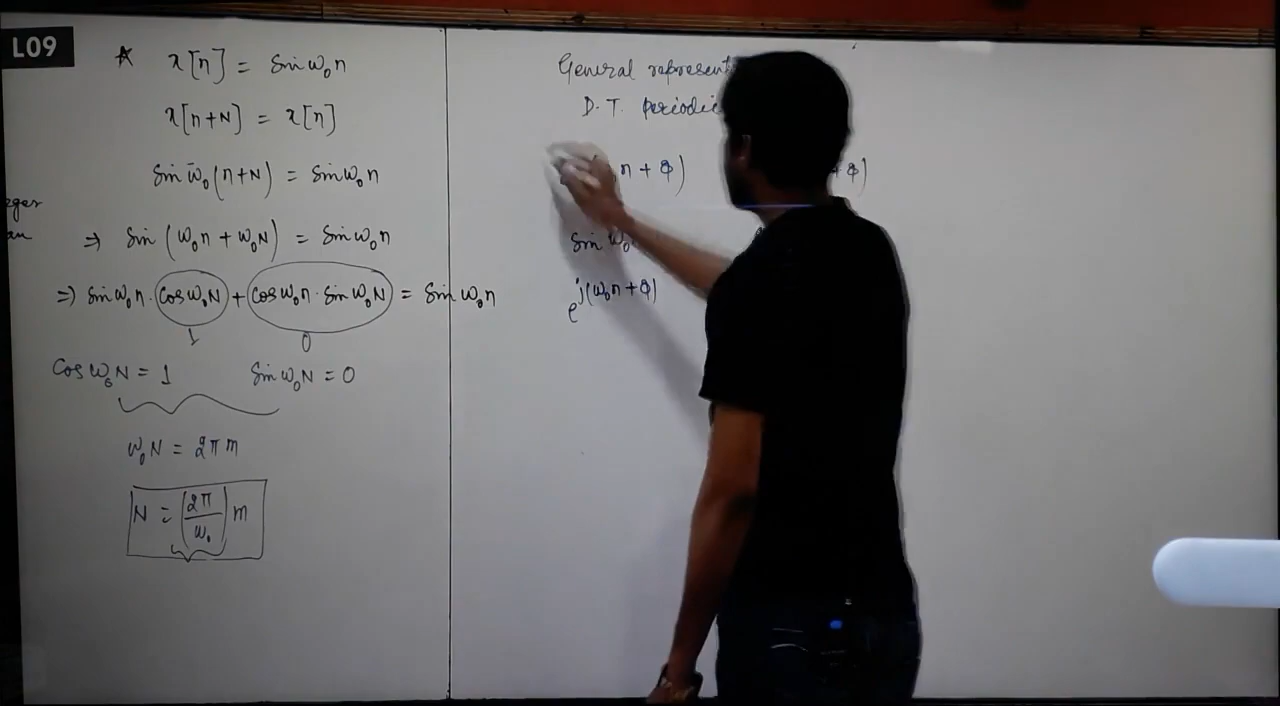 L09
★ x[n] = Sin ω₀n
x[n+N] = x[n]
Sin ω₀(n+N) = Sin ω₀n
⇒ Sin (ω₀n + ω₀N) = Sin ω₀n
⇒ Sin ω₀n · Cos ω₀N + Cos ω₀n · Sin ω₀N = Sin ω₀n
1 0
Cos ω₀N = 1 Sin ω₀N = 0
ω₀N = 2π m
N = (2π/ω₀) m
General
D.T. periodic
n + φ) + φ)
Sin ω₀
e^j(ω₀n + φ)